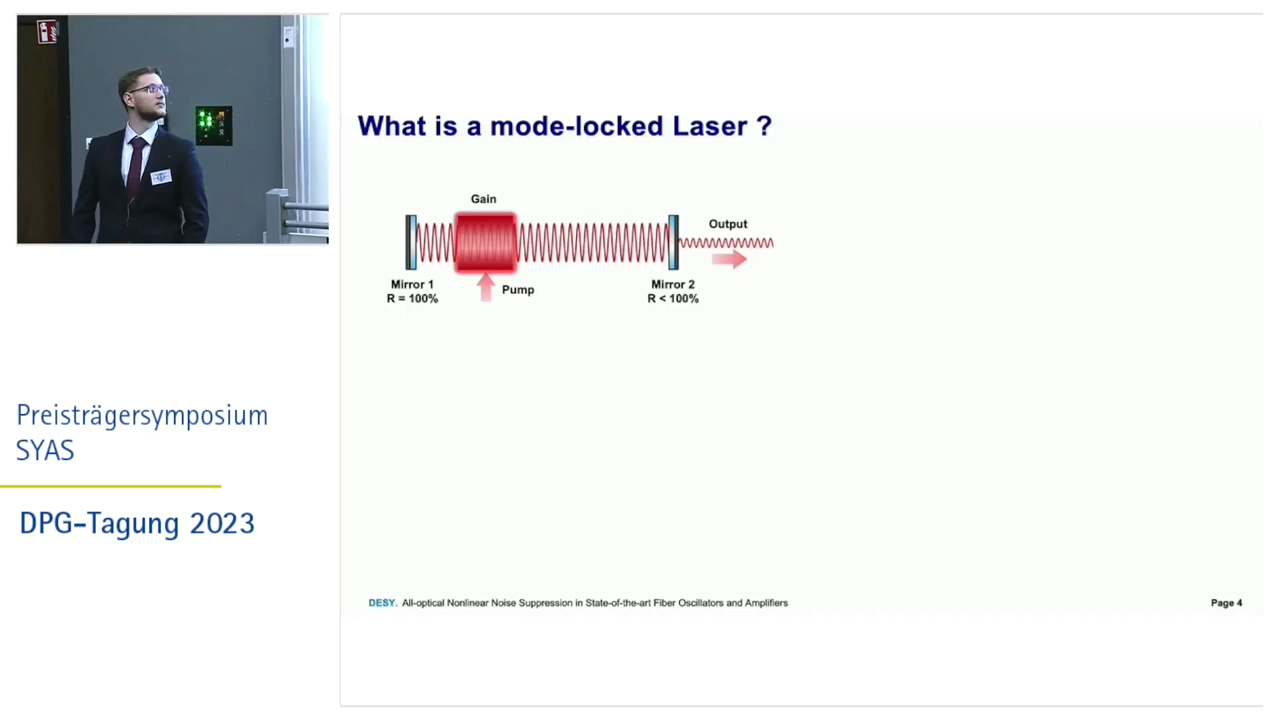 What is a mode-locked Laser ?
Gain
Output
Mirror 1
R = 100%
Pump
Mirror 2
R < 100%
Preisträgersymposium
SYAS
DPG-Tagung 2023
DESY. All-optical Nonlinear Noise Suppression in State-of-the-art Fiber Oscillators and Amplifiers
Page 4